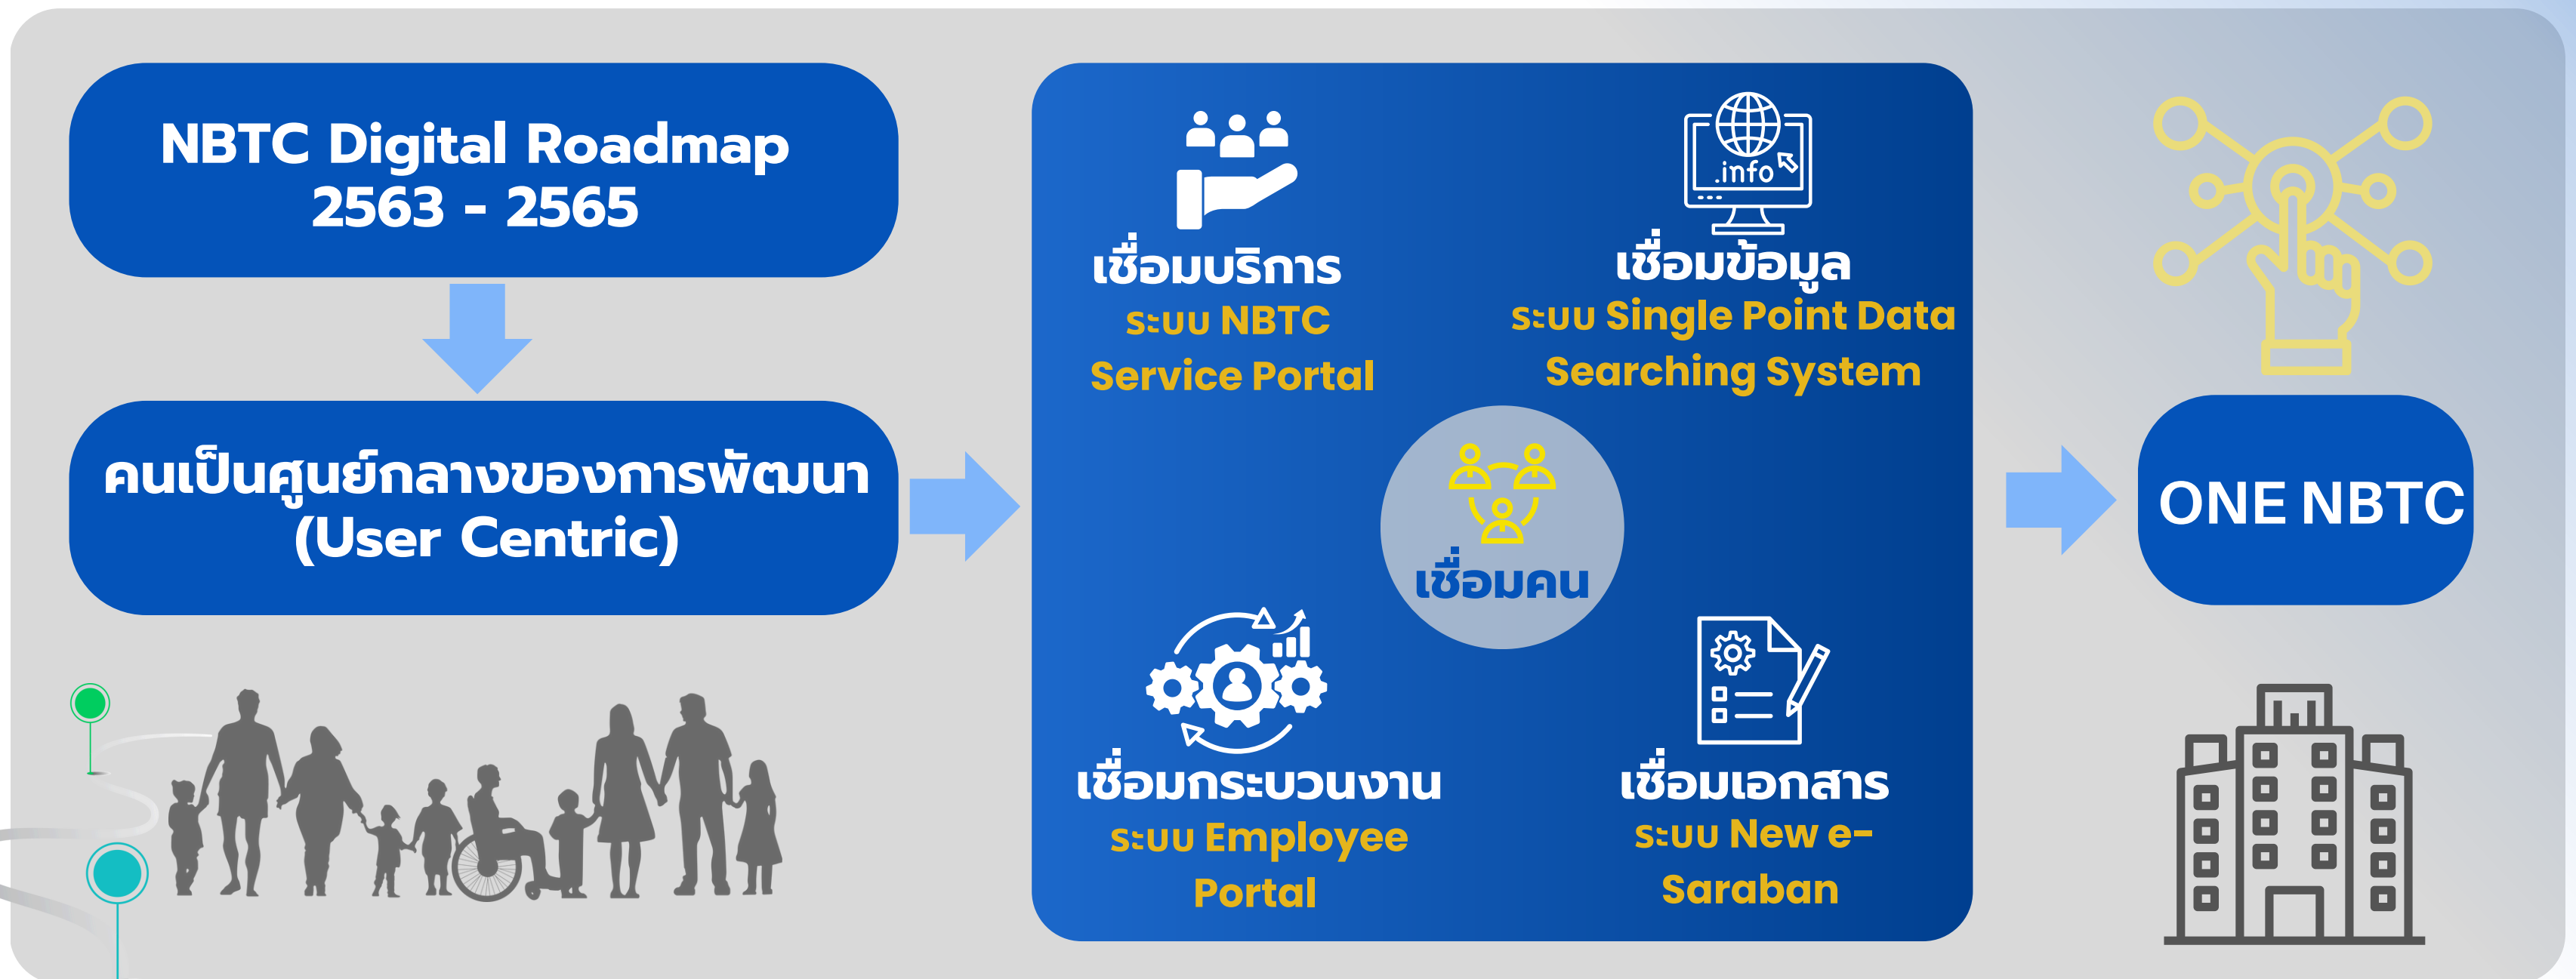 NBTC Digital Roadmap
2563 - 2565
คนเป็นศูนย์กลางของการพัฒนา
(User Centric)
เชื่อมบริการ
ระบบ NBTC
Service Portal
.info
เชื่อมข้อมูล
ระบบ Single Point Data
Searching System
เชื่อมคน
เชื่อมกระบวนงาน
ระบบ Employee
Portal
เชื่อมเอกสาร
ระบบ New e-
Saraban
ONE NBTC